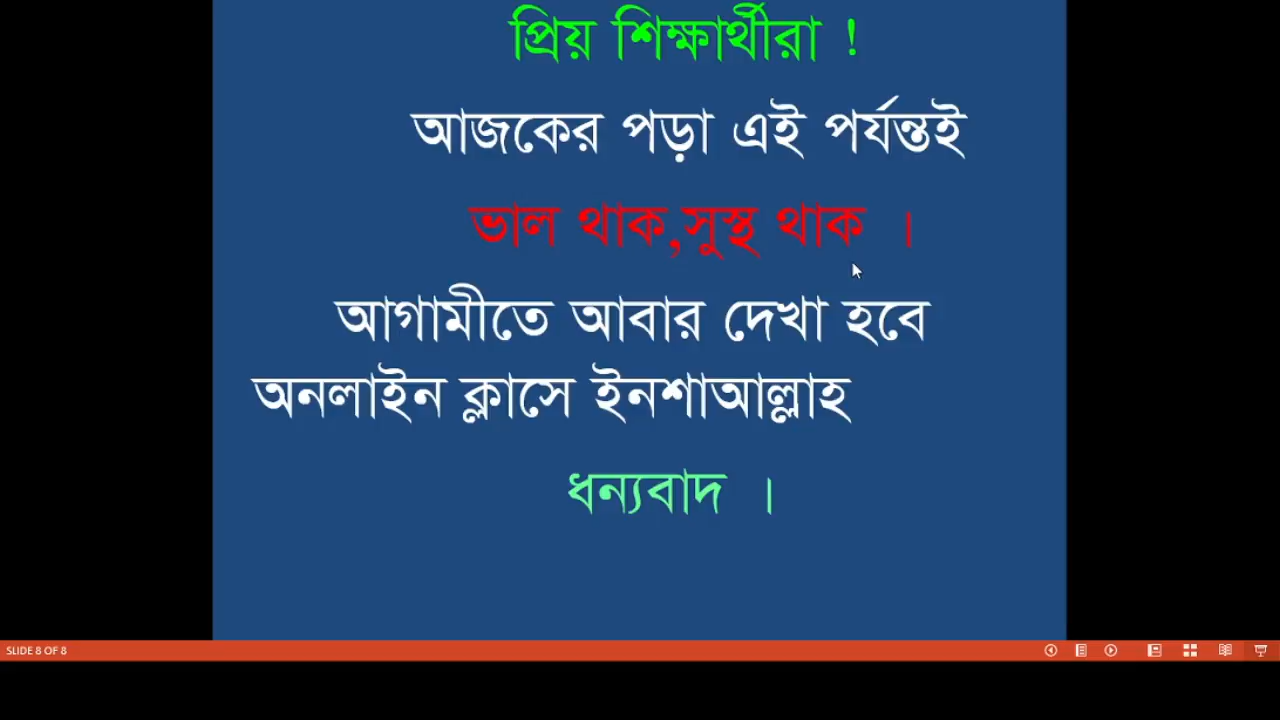 প্রিয় শিক্ষার্থীরা !
আজকের পড়া এই পর্যন্তই
ভাল থাক,সুস্থ থাক ।
আগামীতে আবার দেখা হবে
অনলাইন ক্লাসে ইনশাআল্লাহ
ধন্যবাদ ।
SLIDE 8 OF 8